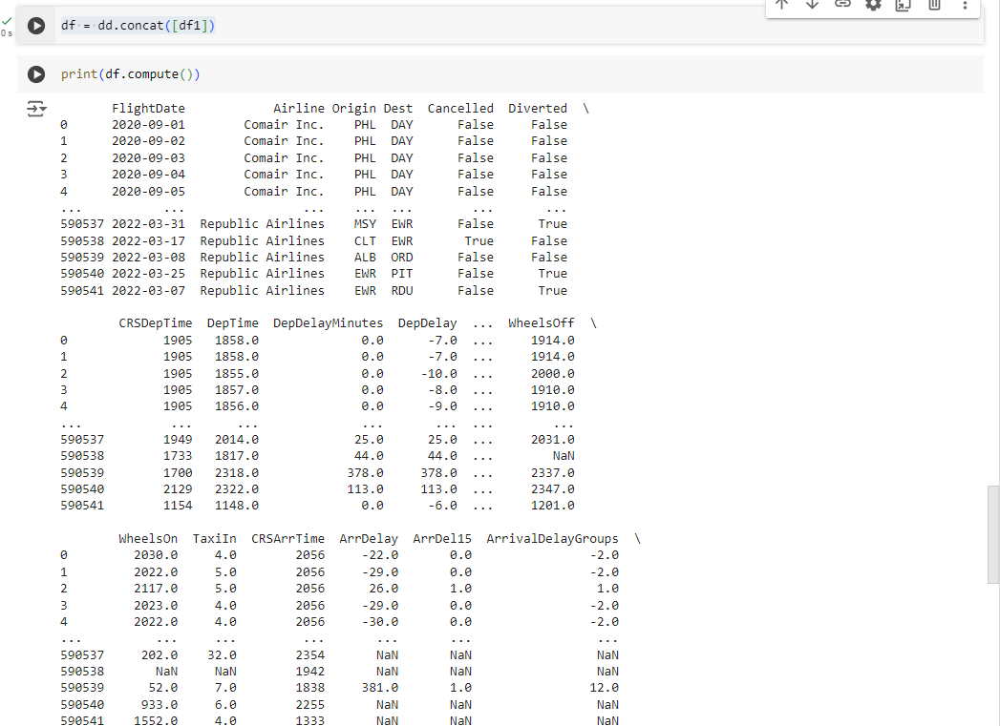 df = dd.concat([df1])
0 s
print(df.compute())
FlightDate Airline Origin Dest Cancelled Diverted \
0 2020-09-01 Comair Inc. PHL DAY False False
1 2020-09-02 Comair Inc. PHL DAY False False
2 2020-09-03 Comair Inc. PHL DAY False False
3 2020-09-04 Comair Inc. PHL DAY False False
4 2020-09-05 Comair Inc. PHL DAY False False
... ... ... ... ... ... ...
590537 2022-03-31 Republic Airlines MSY EWR False True
590538 2022-03-17 Republic Airlines CLT EWR True False
590539 2022-03-08 Republic Airlines ALB ORD False False
590540 2022-03-25 Republic Airlines EWR PIT False True
590541 2022-03-07 Republic Airlines EWR RDU False True
CRSDepTime DepTime DepDelayMinutes DepDelay ... WheelsOff \
0 1905 1858.0 0.0 -7.0 ... 1914.0
1 1905 1858.0 0.0 -7.0 ... 1914.0
2 1905 1855.0 0.0 -10.0 ... 2000.0
3 1905 1857.0 0.0 -8.0 ... 1910.0
4 1905 1856.0 0.0 -9.0 ... 1910.0
... ... ... ... ... ... ...
590537 1949 2014.0 25.0 25.0 ... 2031.0
590538 1733 1817.0 44.0 44.0 ... NaN
590539 1700 2318.0 378.0 378.0 ... 2337.0
590540 2129 2322.0 113.0 113.0 ... 2347.0
590541 1154 1148.0 0.0 -6.0 ... 1201.0
WheelsOn TaxiIn CRSArrTime ArrDelay ArrDel15 ArrivalDelayGroups \
0 2030.0 4.0 2056 -22.0 0.0 -2.0
1 2022.0 5.0 2056 -29.0 0.0 -2.0
2 2117.0 5.0 2056 26.0 1.0 1.0
3 2023.0 4.0 2056 -29.0 0.0 -2.0
4 2022.0 4.0 2056 -30.0 0.0 -2.0
... ... ... ... ... ... ...
590537 202.0 32.0 2354 NaN NaN NaN
590538 NaN NaN 1942 NaN NaN NaN
590539 52.0 7.0 1838 381.0 1.0 12.0
590540 933.0 6.0 2255 NaN NaN NaN
590541 1552.0 4.0 1333 NaN NaN NaN